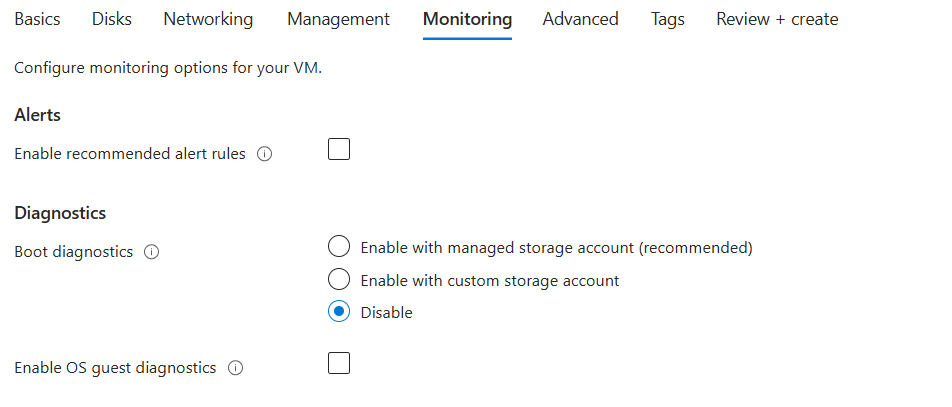 Basics Disks Networking Management Monitoring Advanced Tags Review + create
Configure monitoring options for your VM.
Alerts
Enable recommended alert rules
Diagnostics
Boot diagnostics
Enable with managed storage account (recommended)
Enable with custom storage account
Disable
Enable OS guest diagnostics